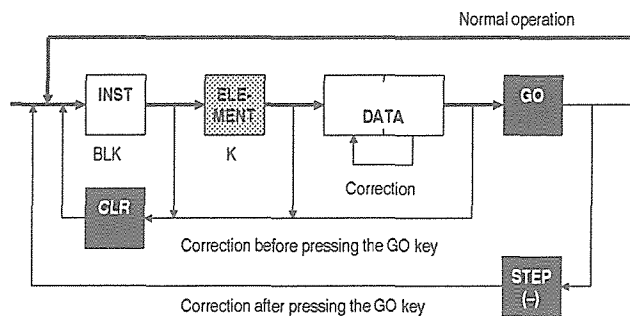 Normal operation
INST
ELE-
MENT
DATA
GO
BLK
K
Correction
CLR
Correction before pressing the GO key
STEP
(–)
Correction after pressing the GO key